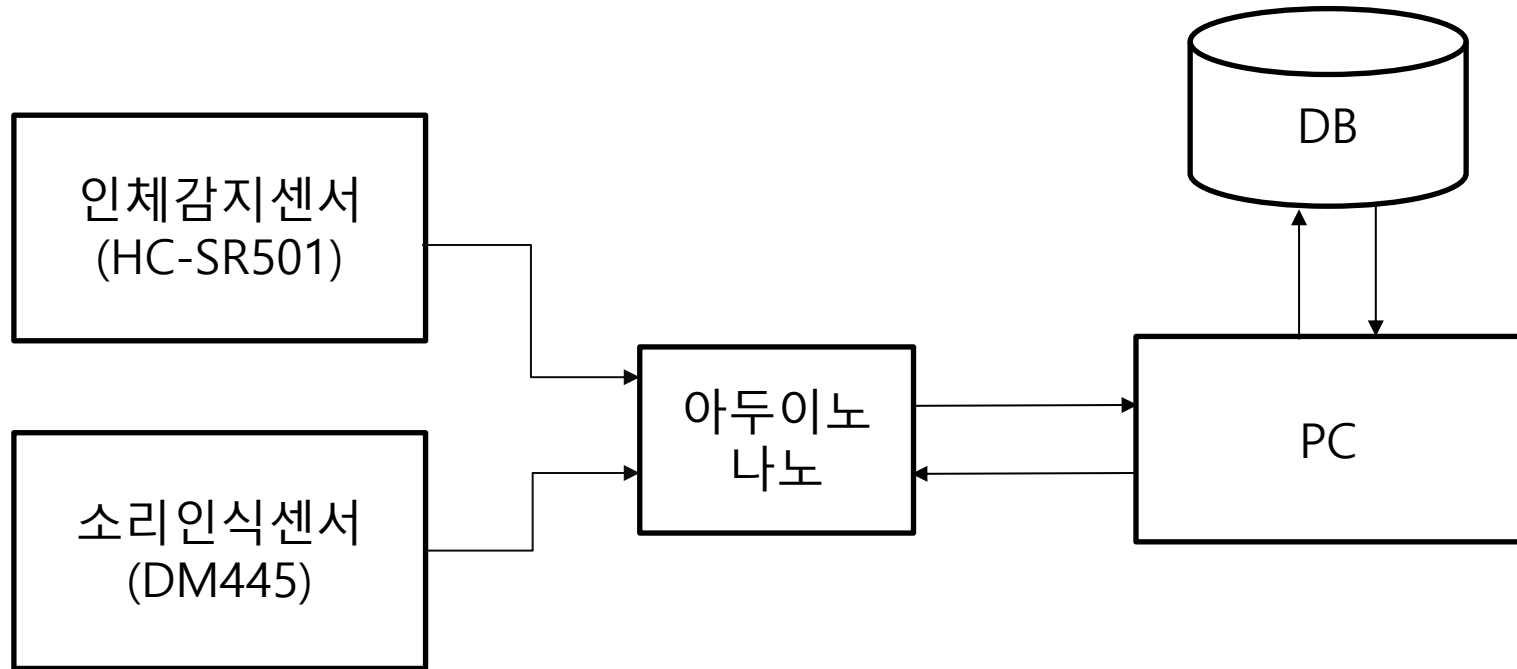 인체감지센서
(HC-SR501)
소리인식센서
(DM445)
아두이노
나노
DB
PC